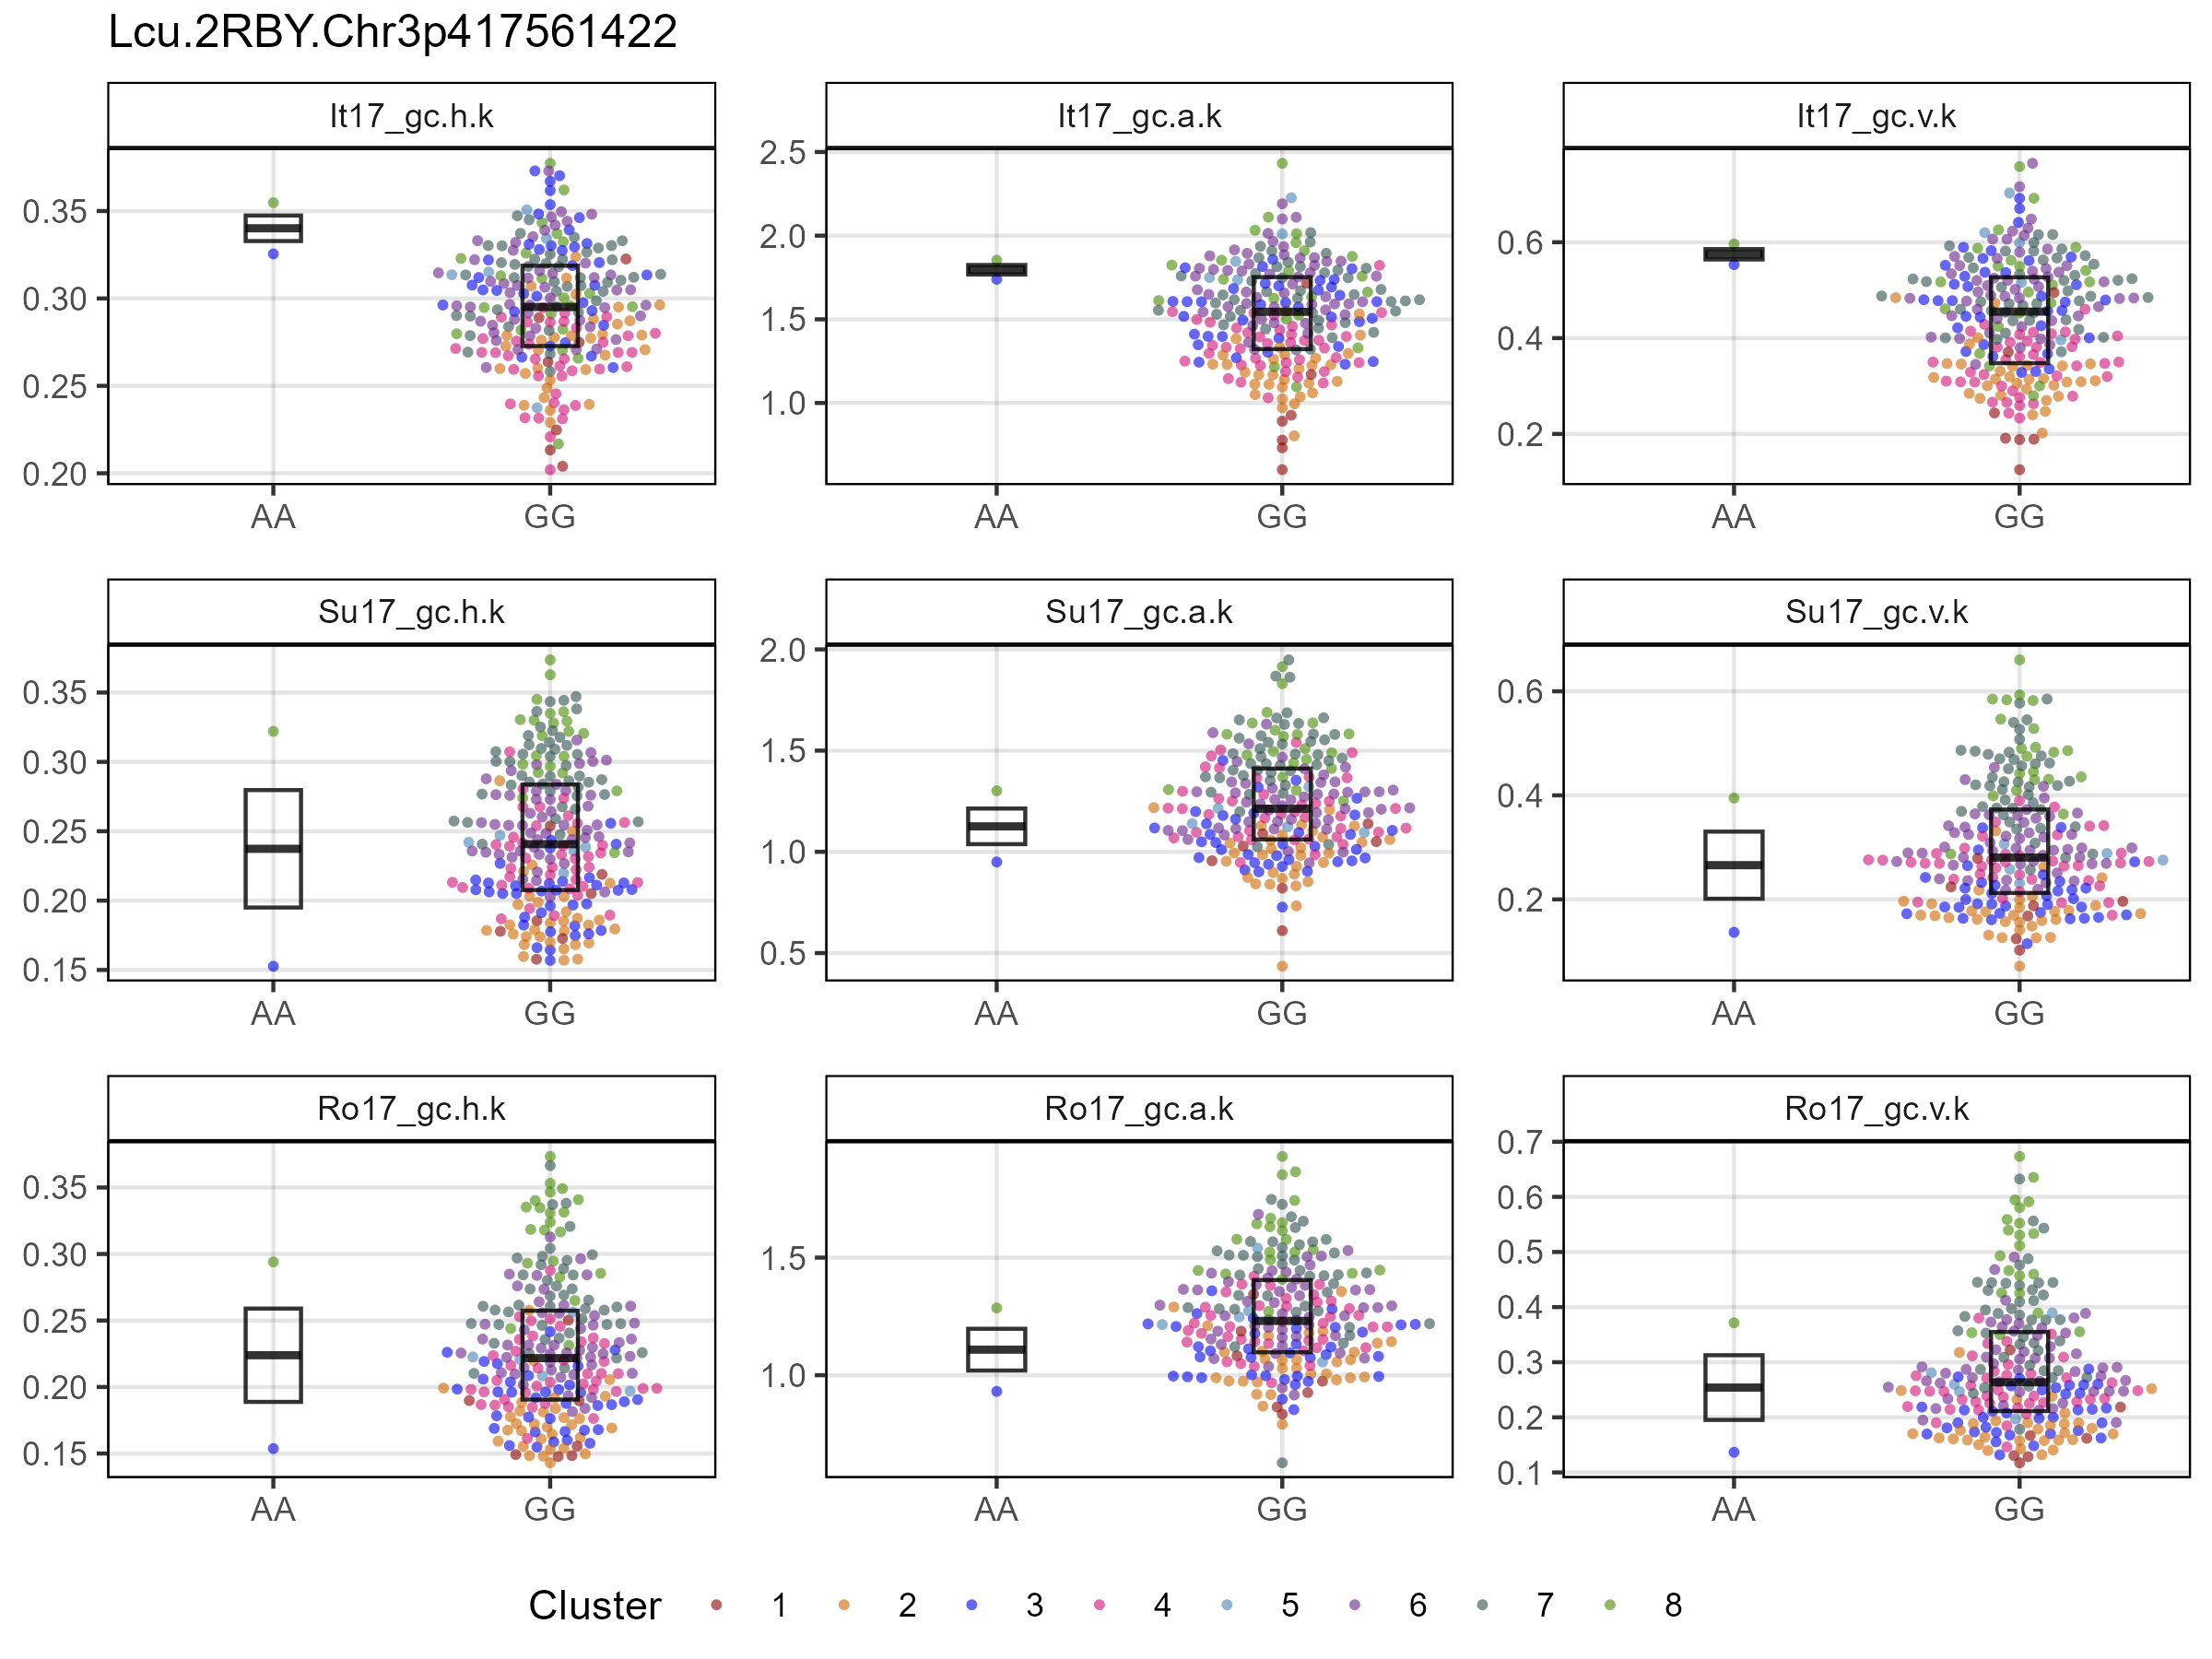 Lcu.2RBY.Chr3p417561422
It17_gc.h.k
It17_gc.a.k
It17_gc.v.k
0.35
0.30
0.25
0.20
2.5
2.0
1.5
1.0
0.6
0.4
0.2
AA GG
AA GG
AA GG
Su17_gc.h.k
Su17_gc.a.k
Su17_gc.v.k
0.35
0.30
0.25
0.20
0.15
2.0
1.5
1.0
0.5
0.6
0.4
0.2
AA GG
AA GG
AA GG
Ro17_gc.h.k
Ro17_gc.a.k
Ro17_gc.v.k
0.35
0.30
0.25
0.20
0.15
1.5
1.0
0.7
0.6
0.5
0.4
0.3
0.2
0.1
AA GG
AA GG
AA GG
Cluster 1 2 3 4 5 6 7 8